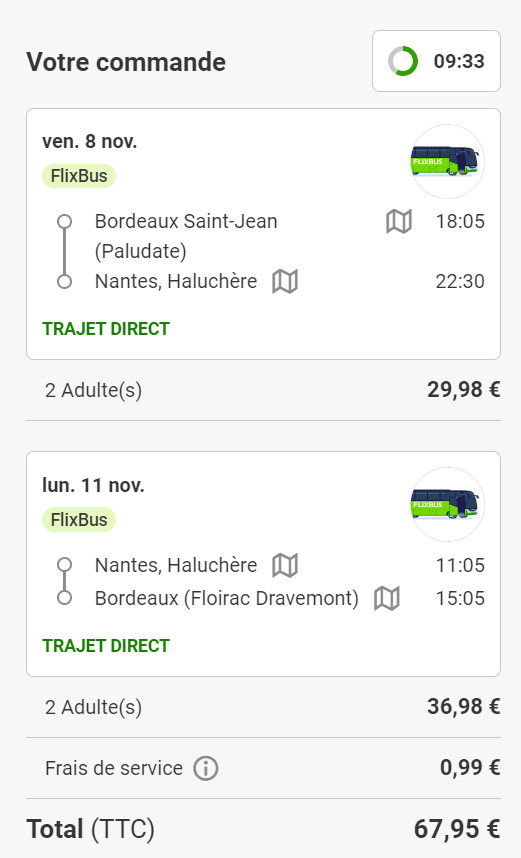 Votre commande
09:33
ven. 8 nov.
FlixBus
FLIXBUS
Bordeaux Saint-Jean 18:05
(Paludate)
Nantes, Haluchère 22:30
TRAJET DIRECT
2 Adulte(s) 29,98 €
lun. 11 nov.
FlixBus
FLIXBUS
Nantes, Haluchère 11:05
Bordeaux (Floirac Dravemont) 15:05
TRAJET DIRECT
2 Adulte(s) 36,98 €
Frais de service 0,99 €
Total (TTC) 67,95 €